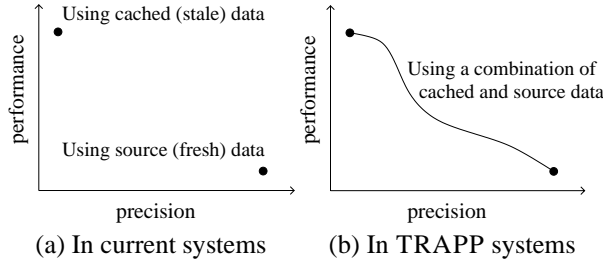 Using cached (stale) data
performance
Using source (fresh) data
precision
(a) In current systems
performance
Using a combination of
cached and source data
precision
(b) In TRAPP systems